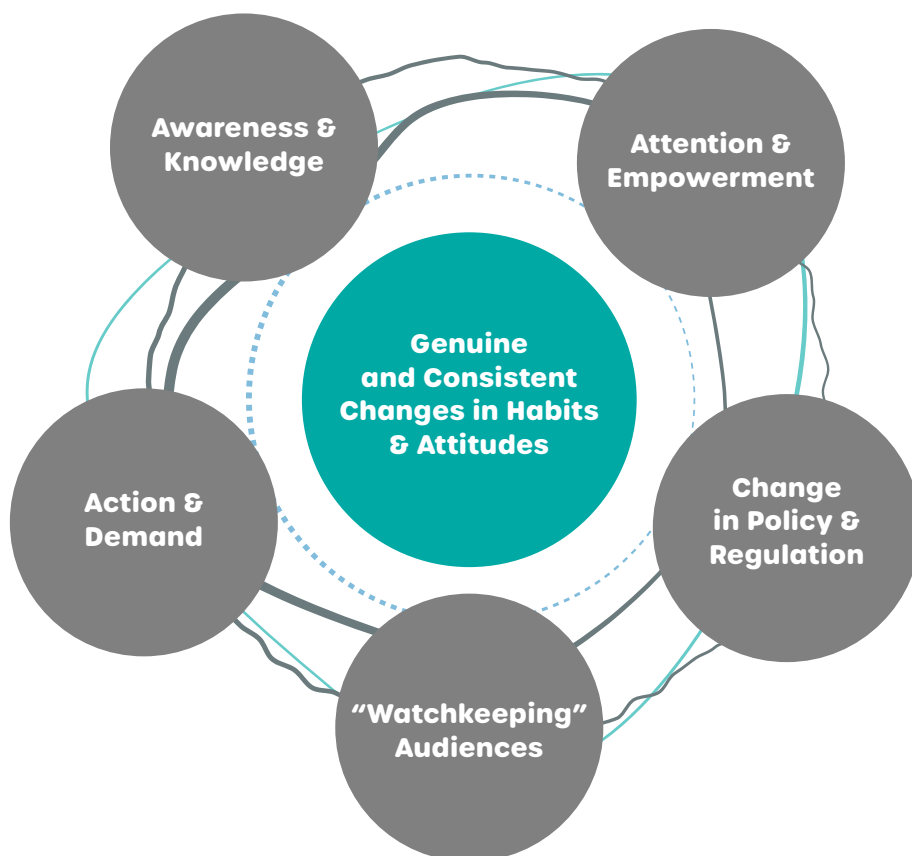 Awareness &
Knowledge
Attention &
Empowerment
Genuine
and Consistent
Changes in Habits
& Attitudes
Action &
Demand
Change
in Policy &
Regulation
“Watchkeeping”
Audiences